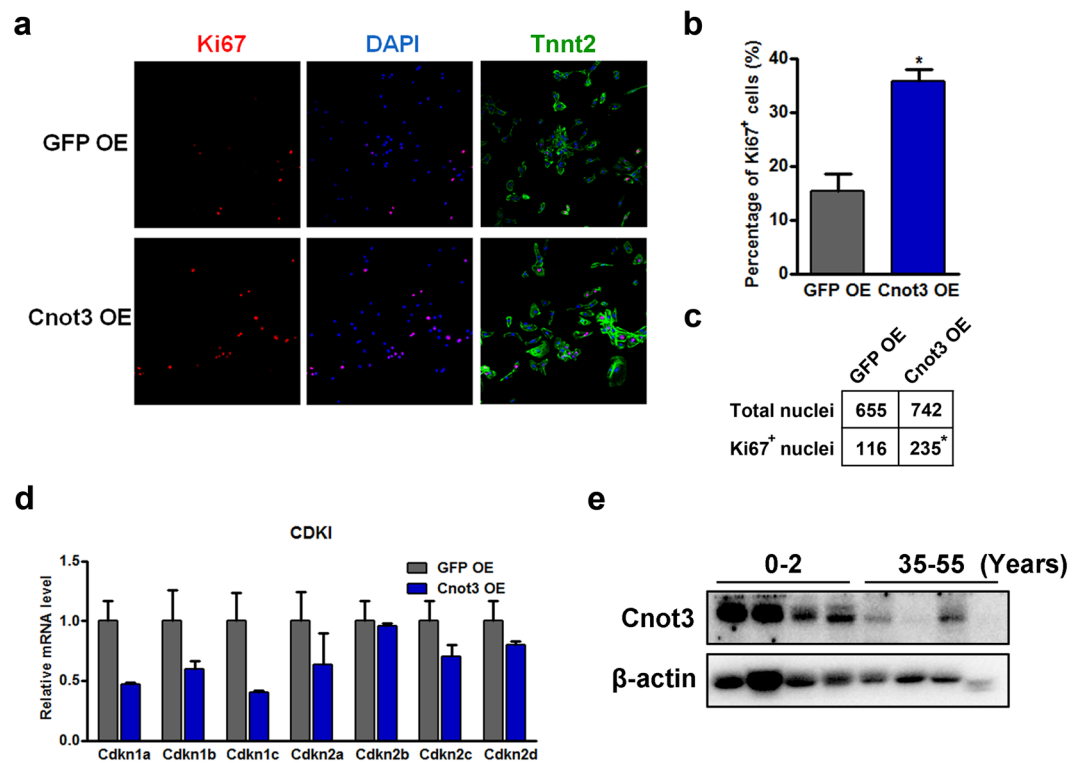 a
Ki67 DAPI Tnnt2
GFP OE
Cnot3 OE
b
Percentage of Ki67⁺ cells (%)
40
30
20
10
0
*
GFP OE Cnot3 OE
c
GFP OE Cnot3 OE
Total nuclei 655 742
Ki67⁺ nuclei 116 235*
d
CDKI
Relative mRNA level
1.5
1.0
0.5
0.0
GFP OE
Cnot3 OE
Cdkn1a Cdkn1b Cdkn1c Cdkn2a Cdkn2b Cdkn2c Cdkn2d
e
0-2 35-55 (Years)
Cnot3
β-actin